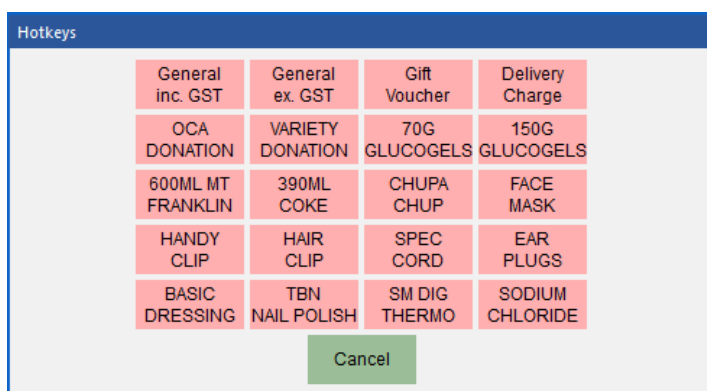 Hotkeys
General inc. GST
General ex. GST
Gift Voucher
Delivery Charge
OCA DONATION
VARIETY DONATION
70G GLUCOGELS
150G GLUCOGELS
600ML MT FRANKLIN
390ML COKE
CHUPA CHUP
FACE MASK
HANDY CLIP
HAIR CLIP
SPEC CORD
EAR PLUGS
BASIC DRESSING
TBN NAIL POLISH
SM DIG THERMO
SODIUM CHLORIDE
Cancel